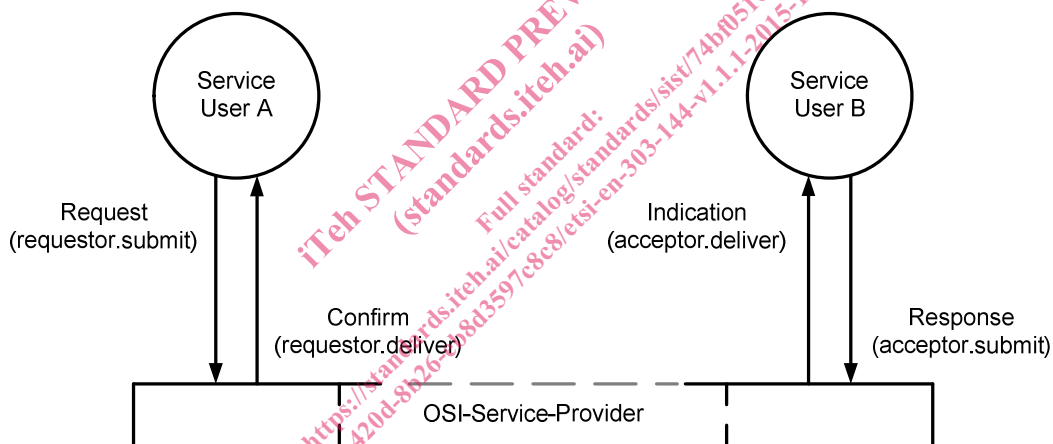 Service
User A
Service
User B
Request
(requestor.submit)
Indication
(acceptor.deliver)
Confirm
(requestor.deliver)
Response
(acceptor.submit)
OSI-Service-Provider
iTeh STANDARD PREV
(standards.iteh.ai)
Full standard: